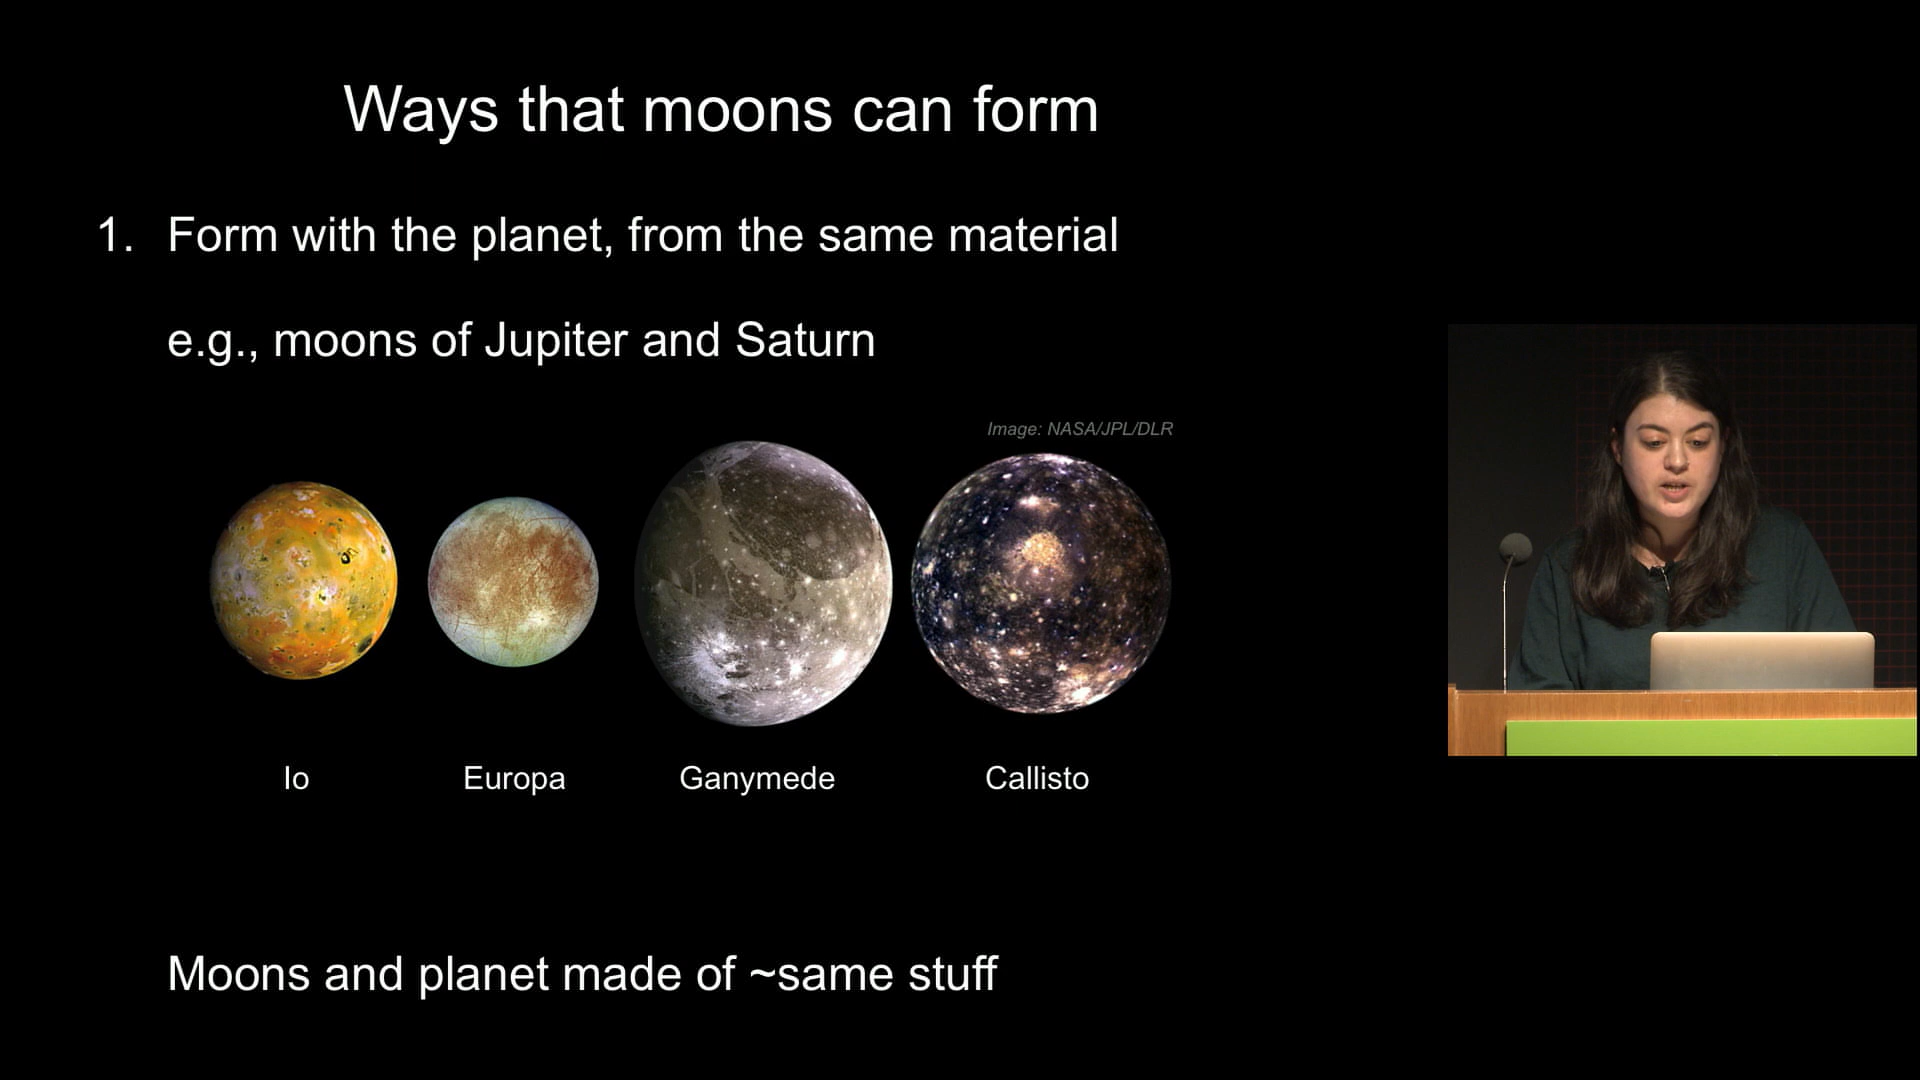 Ways that moons can form
1. Form with the planet, from the same material
e.g., moons of Jupiter and Saturn
Image: NASA/JPL/DLR
Io Europa Ganymede Callisto
Moons and planet made of ~same stuff